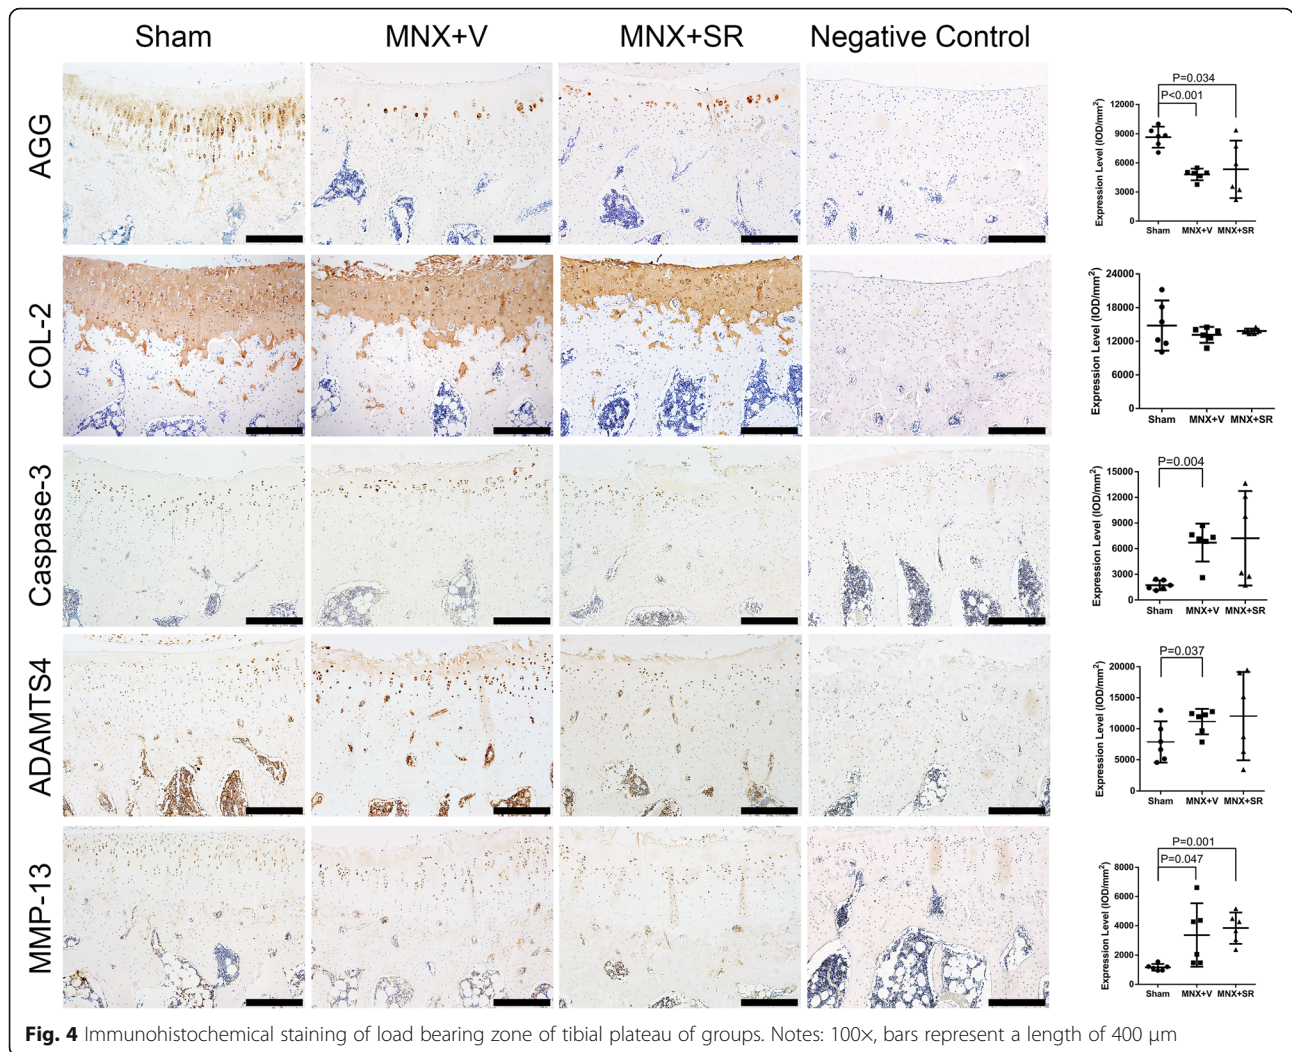 Sham MNX+V MNX+SR Negative Control
AGG
P=0.034
P<0.001
Expression Level (IOD/mm²)
12000
9000
6000
3000
0
Sham MNX+V MNX+SR
COL-2
Expression Level (IOD/mm²)
24000
18000
12000
6000
0
Sham MNX+V MNX+SR
Caspase-3
P=0.004
Expression Level (IOD/mm²)
15000
12000
9000
6000
3000
0
Sham MNX+V MNX+SR
ADAMTS4
P=0.037
Expression Level (IOD/mm²)
20000
15000
10000
5000
0
Sham MNX+V MNX+SR
MMP-13
P=0.001
P=0.047
Expression Level (IOD/mm²)
8000
6000
4000
2000
0
Sham MNX+V MNX+SR
Fig. 4 Immunohistochemical staining of load bearing zone of tibial plateau of groups. Notes: 100×, bars represent a length of 400 μm